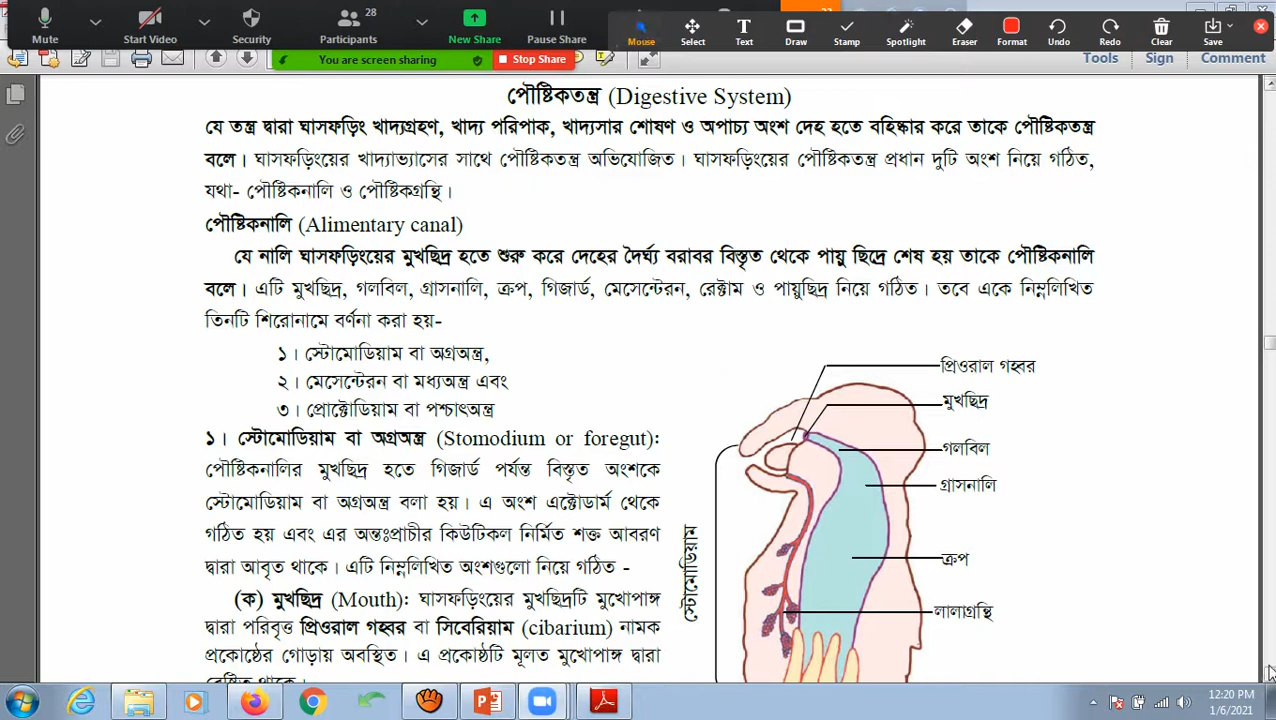 Mute
Start Video
Security
28
Participants
New Share
Pause Share
Mouse
Select
Text
Draw
Stamp
Spotlight
Eraser
Format
Undo
Redo
Clear
Save
You are screen sharing
Stop Share
Tools
Sign
Comment
পৌষ্টিকতন্ত্র (Digestive System)
যে তন্ত্র দ্বারা ঘাসফড়িং খাদ্যগ্রহণ, খাদ্য পরিপাক, খাদ্যসার শোষণ ও অপাচ্য অংশ দেহ হতে বহিষ্কার করে তাকে পৌষ্টিকতন্ত্র
বলে। ঘাসফড়িংয়ের খাদ্যাভ্যাসের সাথে পৌষ্টিকতন্ত্র অভিযোজিত। ঘাসফড়িংয়ের পৌষ্টিকতন্ত্র প্রধান দুটি অংশ নিয়ে গঠিত,
যথা- পৌষ্টিকনালি ও পৌষ্টিকগ্রন্থি।
পৌষ্টিকনালি (Alimentary canal)
যে নালি ঘাসফড়িংয়ের মুখছিদ্র হতে শুরু করে দেহের দৈর্ঘ্য বরাবর বিস্তৃত থেকে পায়ু ছিদ্রে শেষ হয় তাকে পৌষ্টিকনালি
বলে। এটি মুখছিদ্র, গলবিল, গ্রাসনালি, ক্রপ, গিজার্ড, মেসেন্টেরন, রেক্টাম ও পায়ুছিদ্র নিয়ে গঠিত। তবে একে নিম্নলিখিত
তিনটি শিরোনামে বর্ণনা করা হয়-
১। স্টোমোডিয়াম বা অগ্রঅন্ত্র,
২। মেসেন্টেরন বা মধ্যঅন্ত্র এবং
৩। প্রোক্টোডিয়াম বা পশ্চাৎঅন্ত্র
১। স্টোমোডিয়াম বা অগ্রঅন্ত্র (Stomodium or foregut):
পৌষ্টিকনালির মুখছিদ্র হতে গিজার্ড পর্যন্ত বিস্তৃত অংশকে
স্টোমোডিয়াম বা অগ্রঅন্ত্র বলা হয়। এ অংশ এক্টোডার্ম থেকে
গঠিত হয় এবং এর অন্তঃপ্রাচীর কিউটিকল নির্মিত শক্ত আবরণ
দ্বারা আবৃত থাকে। এটি নিম্নলিখিত অংশগুলো নিয়ে গঠিত -
(ক) মুখছিদ্র (Mouth): ঘাসফড়িংয়ের মুখছিদ্রটি মুখোপাঙ্গ
দ্বারা পরিবৃত্ত প্রিওরাল গহ্বর বা সিবেরিয়াম (cibarium) নামক
প্রকোষ্ঠের গোড়ায় অবস্থিত। এ প্রকোষ্ঠটি মূলত মুখোপাঙ্গ দ্বারা
বেষ্টিত থাকে।
প্রিওরাল গহ্বর
মুখছিদ্র
গলবিল
গ্রাসনালি
ক্রপ
লালাগ্রন্থি
স্টোমোডিয়াম
12:20 PM
1/6/2021